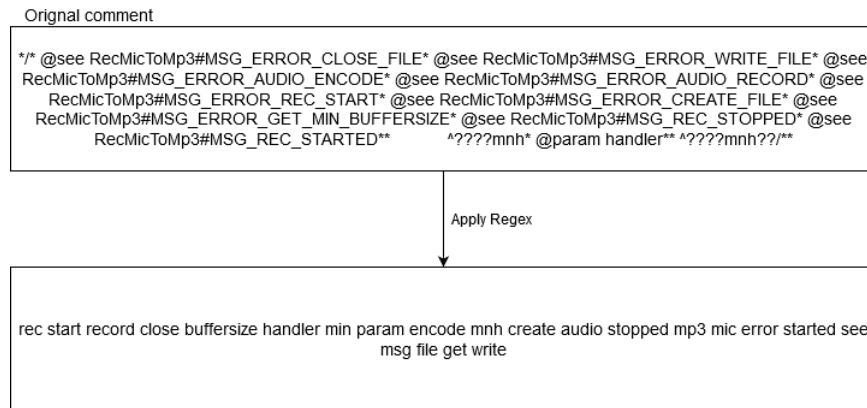 Orignal comment
*/* @see RecMicToMp3#MSG_ERROR_CLOSE_FILE* @see RecMicToMp3#MSG_ERROR_WRITE_FILE* @see
RecMicToMp3#MSG_ERROR_AUDIO_ENCODE* @see RecMicToMp3#MSG_ERROR_AUDIO_RECORD* @see
RecMicToMp3#MSG_ERROR_REC_START* @see RecMicToMp3#MSG_ERROR_CREATE_FILE* @see
RecMicToMp3#MSG_ERROR_GET_MIN_BUFFERSIZE* @see RecMicToMp3#MSG_REC_STOPPED* @see
RecMicToMp3#MSG_REC_STARTED** ^????mnh* @param handler** ^????mnh??/**
Apply Regex
rec start record close buffersize handler min param encode mnh create audio stopped mp3 mic error started see
msg file get write